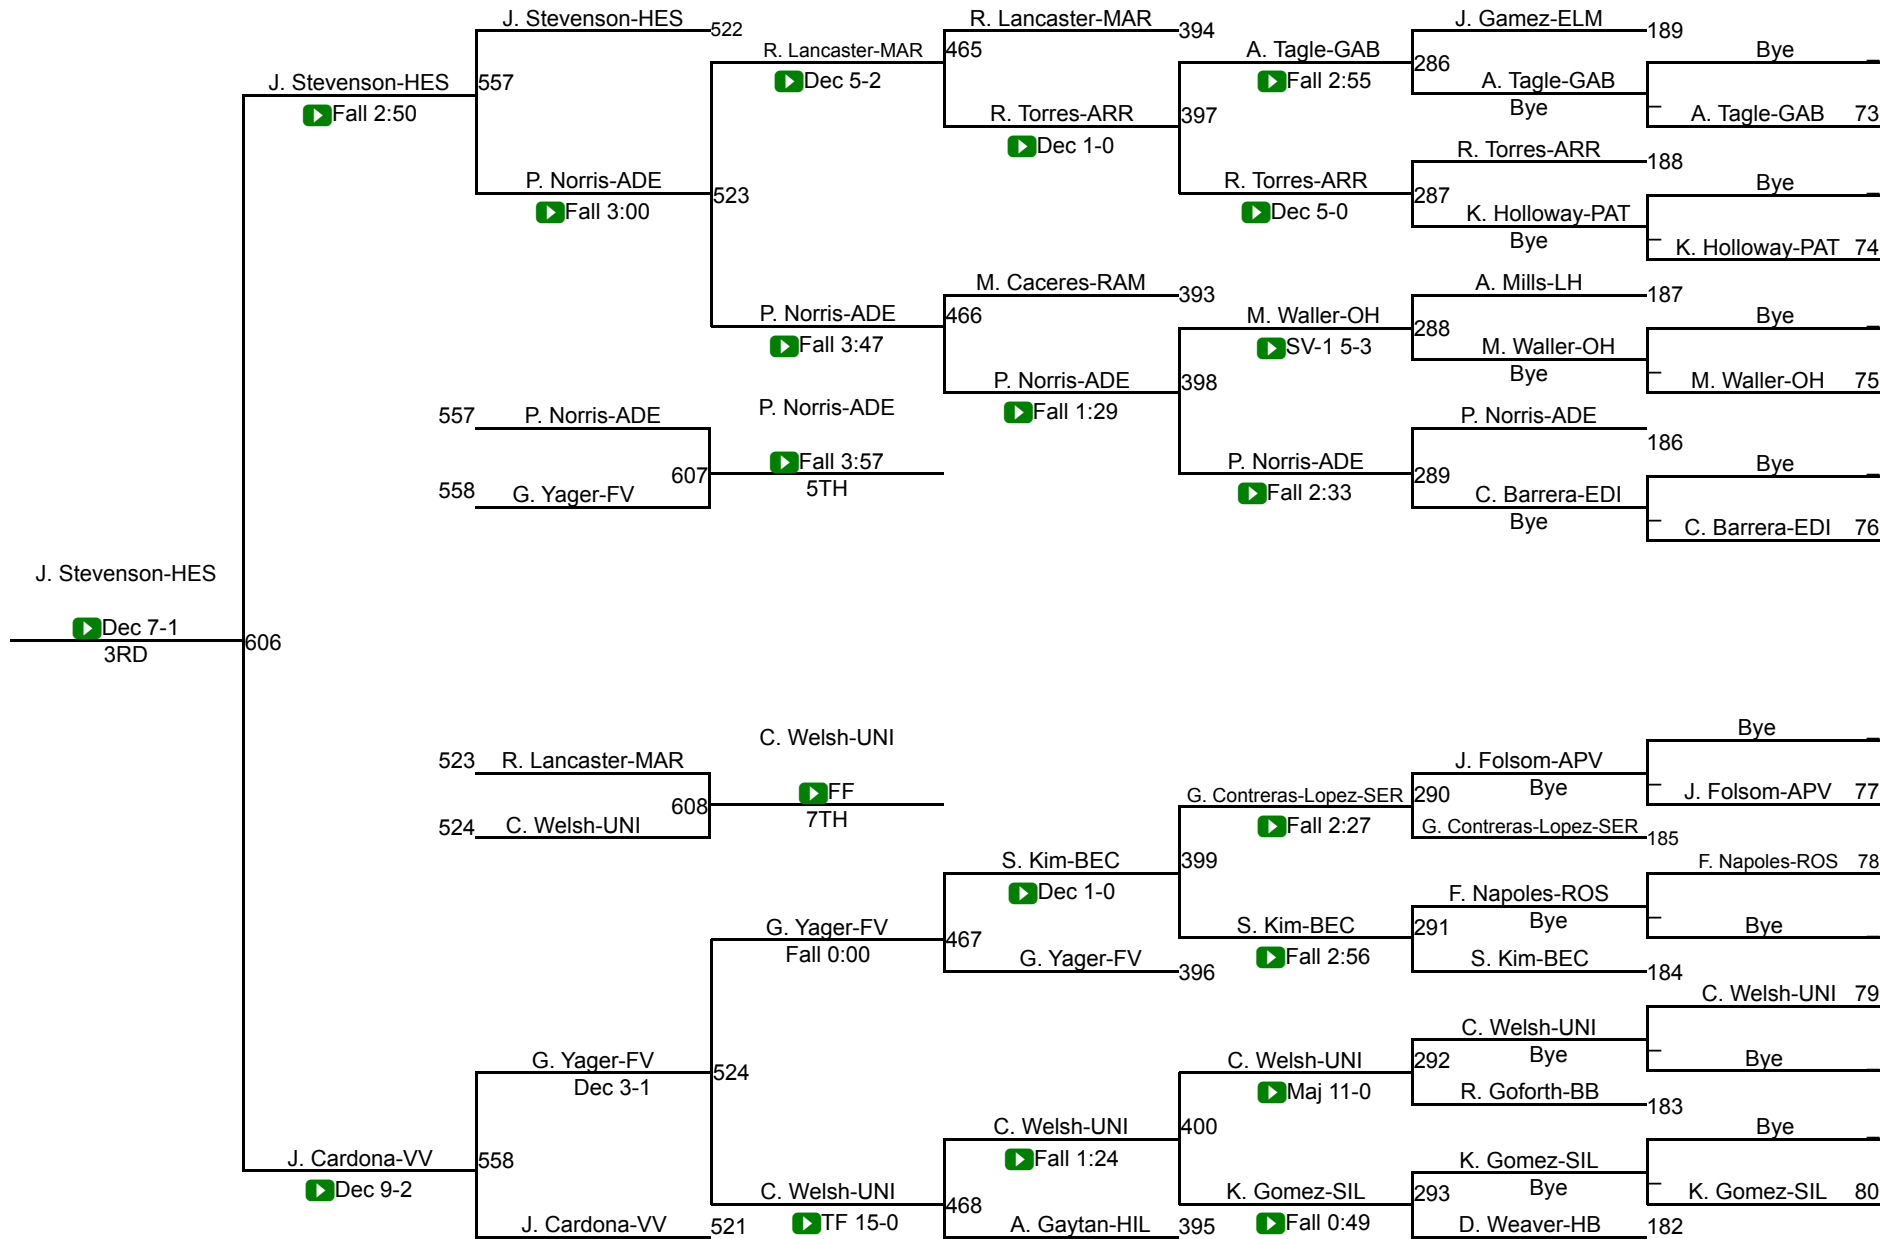 J. Stevenson-HES
522
R. Lancaster-MAR
394
J. Gamez-ELM
189
R. Lancaster-MAR
465
A. Tagle-GAB
Bye
_
J. Stevenson-HES
557
Dec 5-2
Fall 2:55
286
A. Tagle-GAB
Bye
Fall 2:50
R. Torres-ARR
397
_
A. Tagle-GAB 73
Dec 1-0
R. Torres-ARR
188
P. Norris-ADE
523
R. Torres-ARR
Bye
_
Fall 3:00
Dec 5-0
287
K. Holloway-PAT
Bye
_
K. Holloway-PAT 74
M. Caceres-RAM
393
A. Mills-LH
187
P. Norris-ADE
466
M. Waller-OH
Bye
_
Fall 3:47
SV-1 5-3
288
M. Waller-OH
Bye
P. Norris-ADE
398
_
M. Waller-OH 75
557
P. Norris-ADE
P. Norris-ADE
Fall 1:29
P. Norris-ADE
186
607
Fall 3:57
P. Norris-ADE
Bye
_
558
G. Yager-FV
5TH
Fall 2:33
289
C. Barrera-EDI
Bye
_
C. Barrera-EDI 76
J. Stevenson-HES
Dec 7-1
606
3RD
C. Welsh-UNI
Bye
_
523
R. Lancaster-MAR
J. Folsom-APV
Bye
608
FF
G. Contreras-Lopez-SER
290
_
J. Folsom-APV 77
524
C. Welsh-UNI
7TH
Fall 2:27
G. Contreras-Lopez-SER
185
S. Kim-BEC
399
F. Napoles-ROS 78
Dec 1-0
F. Napoles-ROS
Bye
G. Yager-FV
467
S. Kim-BEC
291
_
Bye
_
Fall 0:00
G. Yager-FV
396
Fall 2:56
S. Kim-BEC
184
C. Welsh-UNI 79
G. Yager-FV
524
C. Welsh-UNI
C. Welsh-UNI
Bye
_
Bye
_
Dec 3-1
Maj 11-0
292
R. Goforth-BB
183
C. Welsh-UNI
400
Bye
_
J. Cardona-VV
558
Fall 1:24
K. Gomez-SIL
Bye
Dec 9-2
C. Welsh-UNI
468
K. Gomez-SIL
293
_
K. Gomez-SIL 80
J. Cardona-VV
521
TF 15-0
A. Gaytan-HIL
395
Fall 0:49
D. Weaver-HB
182